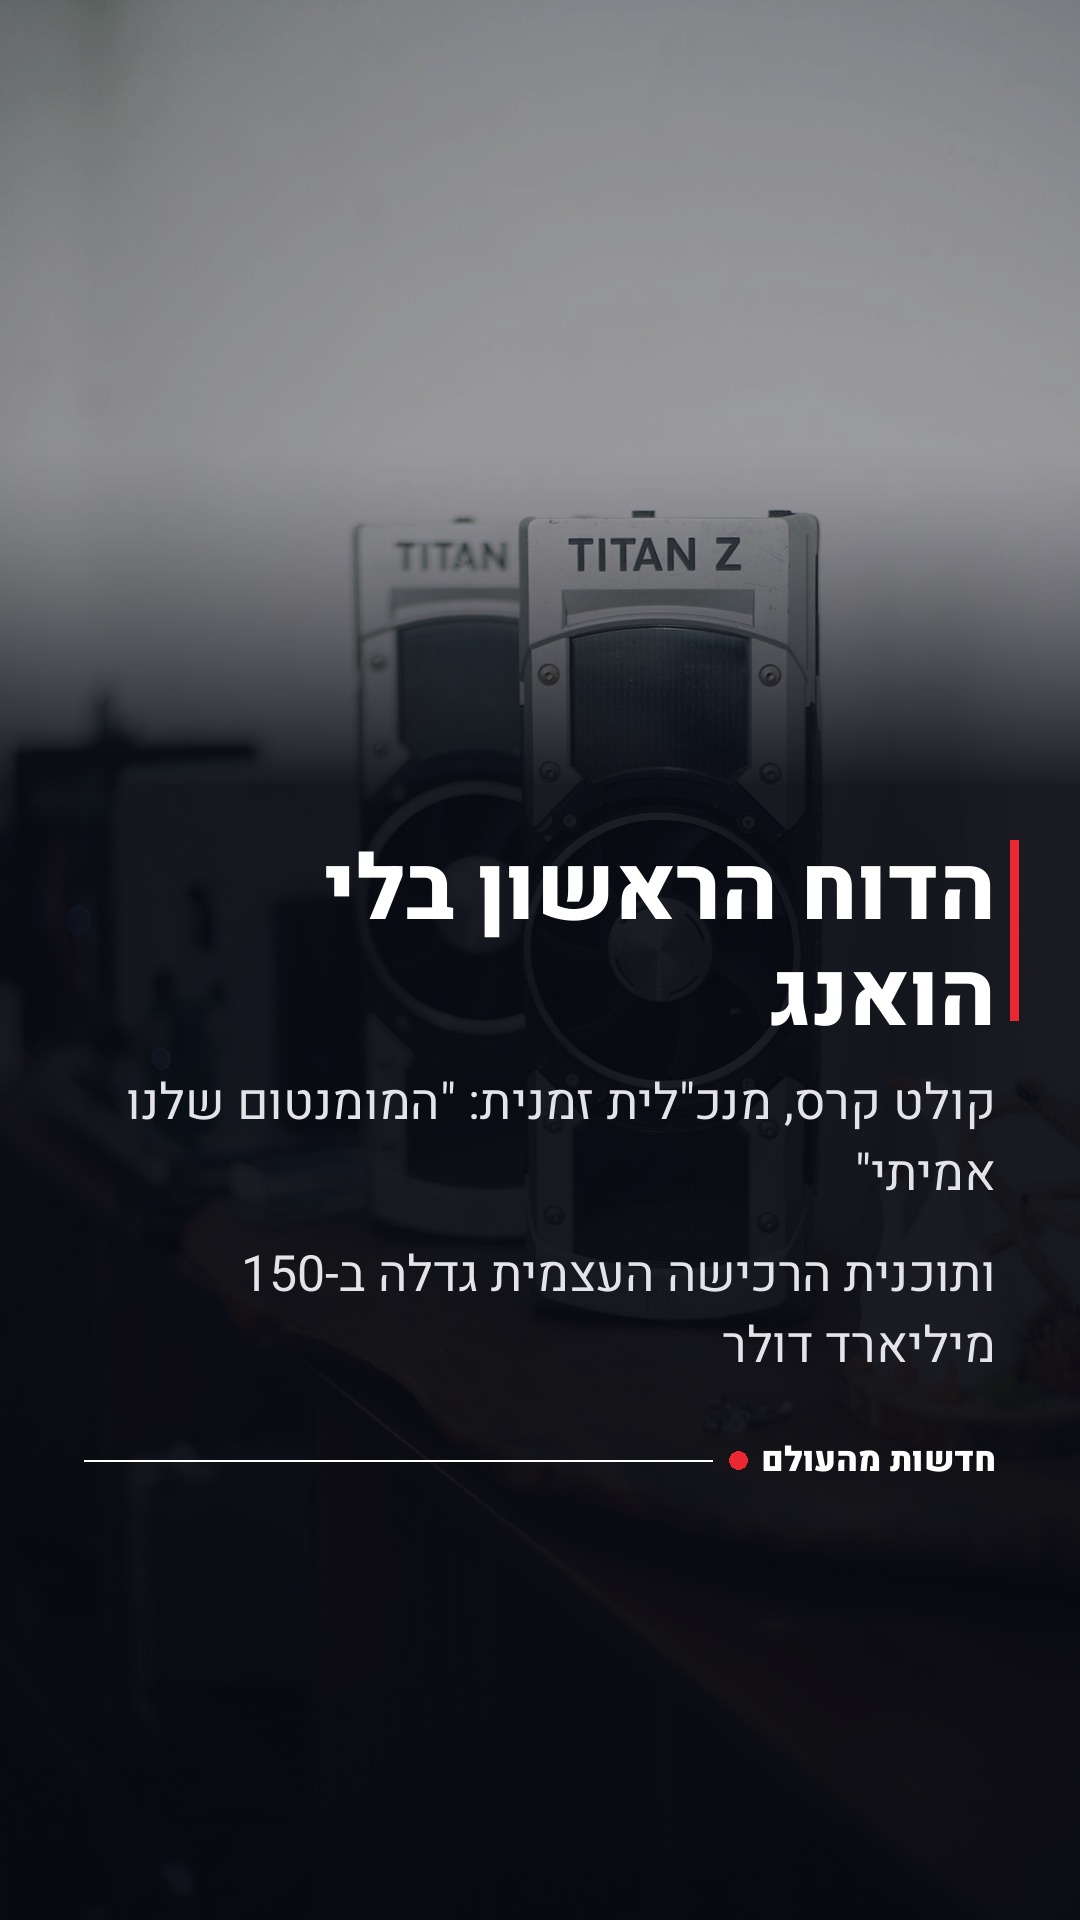 TITAN
TITAN Z
הדוח הראשון בלי
הואנג
קולט קרס, מנכ"לית זמנית: "המומנטום שלנו
אמיתי"
ותוכנית הרכישה העצמית גדלה ב-150
מיליארד דולר
חדשות מהעולם